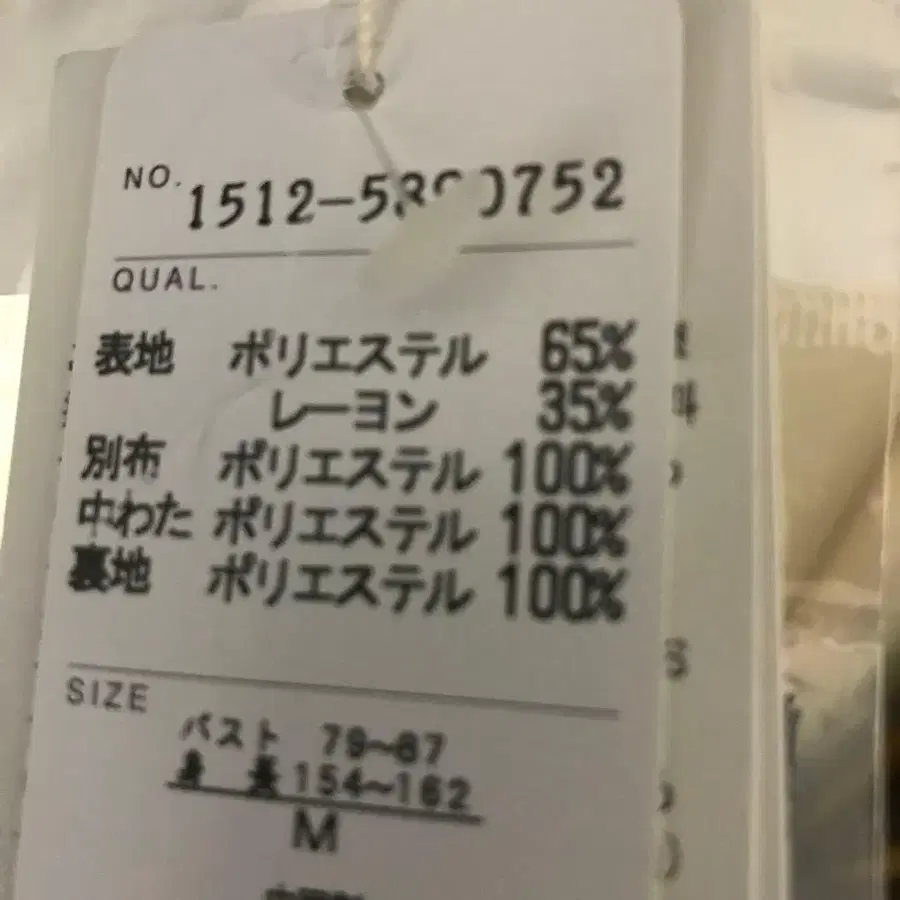 NO. 1512-5 0752
QUAL.
表地 ポリエステル 65%
レーヨン 35%
別布 ポリエステル 100%
中わた ポリエステル 100%
裏地 ポリエステル 100%
SIZE
バスト 79~87
身長 154~162
M